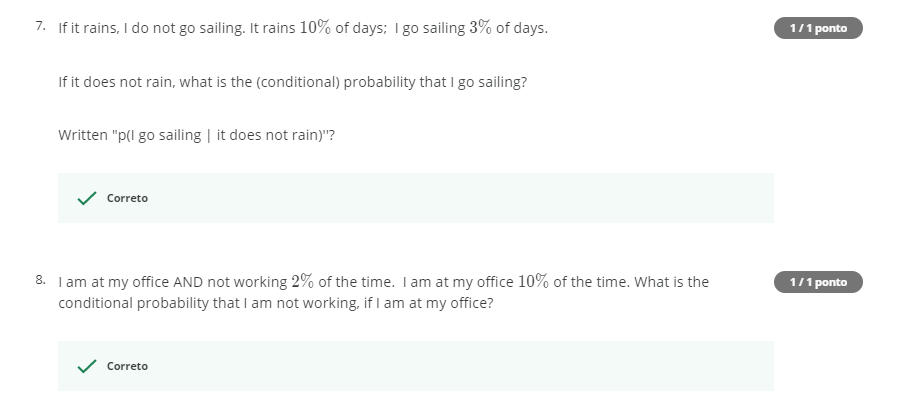 7. If it rains, I do not go sailing. It rains 10% of days;  I go sailing 3% of days.
1 / 1 ponto
If it does not rain, what is the (conditional) probability that I go sailing?
Written "p(I go sailing | it does not rain)"?
Correto
8. I am at my office AND not working 2% of the time.  I am at my office 10% of the time. What is the
1 / 1 ponto
conditional probability that I am not working, if I am at my office?
Correto